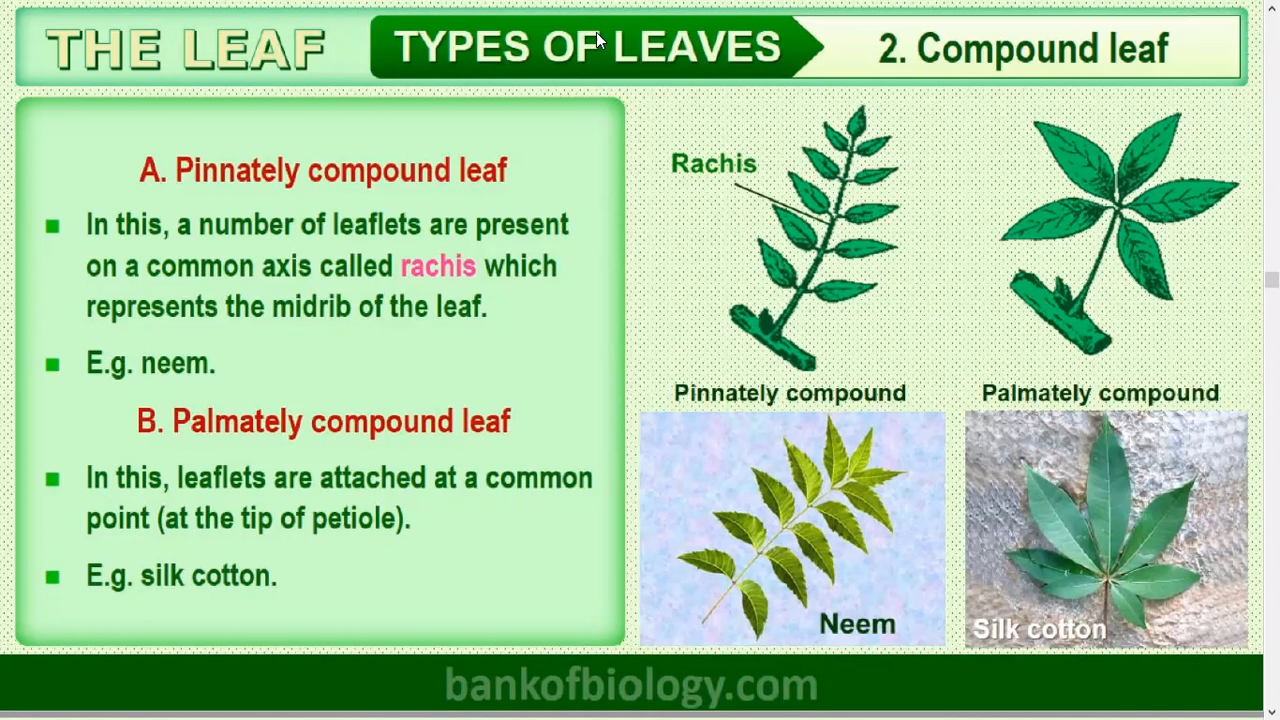 THE LEAF
TYPES OF LEAVES
2. Compound leaf
A. Pinnately compound leaf
In this, a number of leaflets are present
on a common axis called rachis which
represents the midrib of the leaf.
E.g. neem.
B. Palmately compound leaf
In this, leaflets are attached at a common
point (at the tip of petiole).
E.g. silk cotton.
Rachis
Pinnately compound
Palmately compound
Neem
Silk cotton
bankofbiology.com